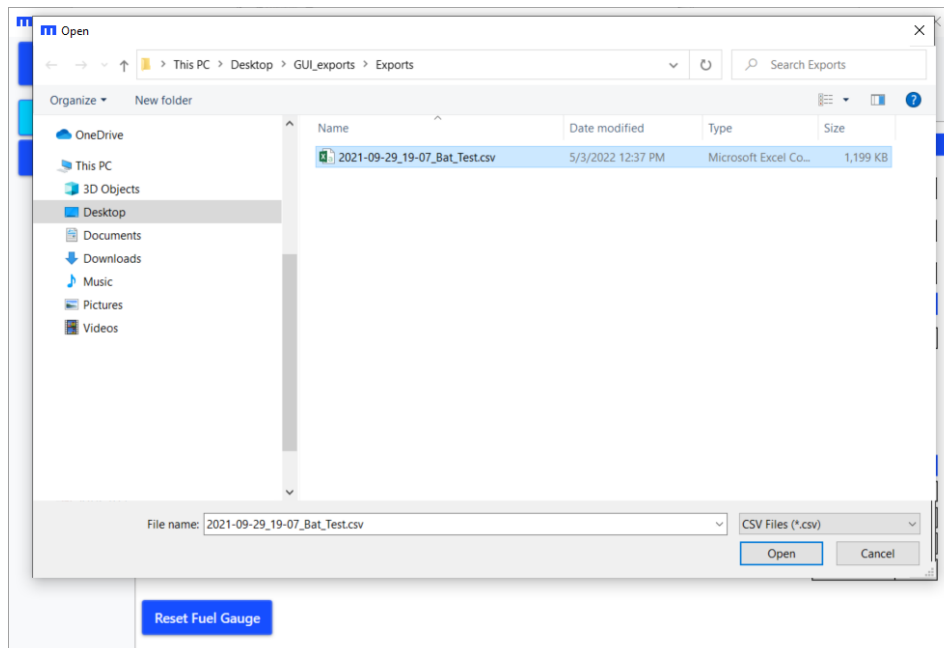 Open
This PC > Desktop > GUI_exports > Exports
Search Exports
Organize
New folder
Name
Date modified
Type
Size
OneDrive
This PC
3D Objects
Desktop
Documents
Downloads
Music
Pictures
Videos
2021-09-29_19-07_Bat_Test.csv
5/3/2022 12:37 PM
Microsoft Excel Co...
1,199 KB
File name:
2021-09-29_19-07_Bat_Test.csv
CSV Files (*.csv)
Open
Cancel
Reset Fuel Gauge